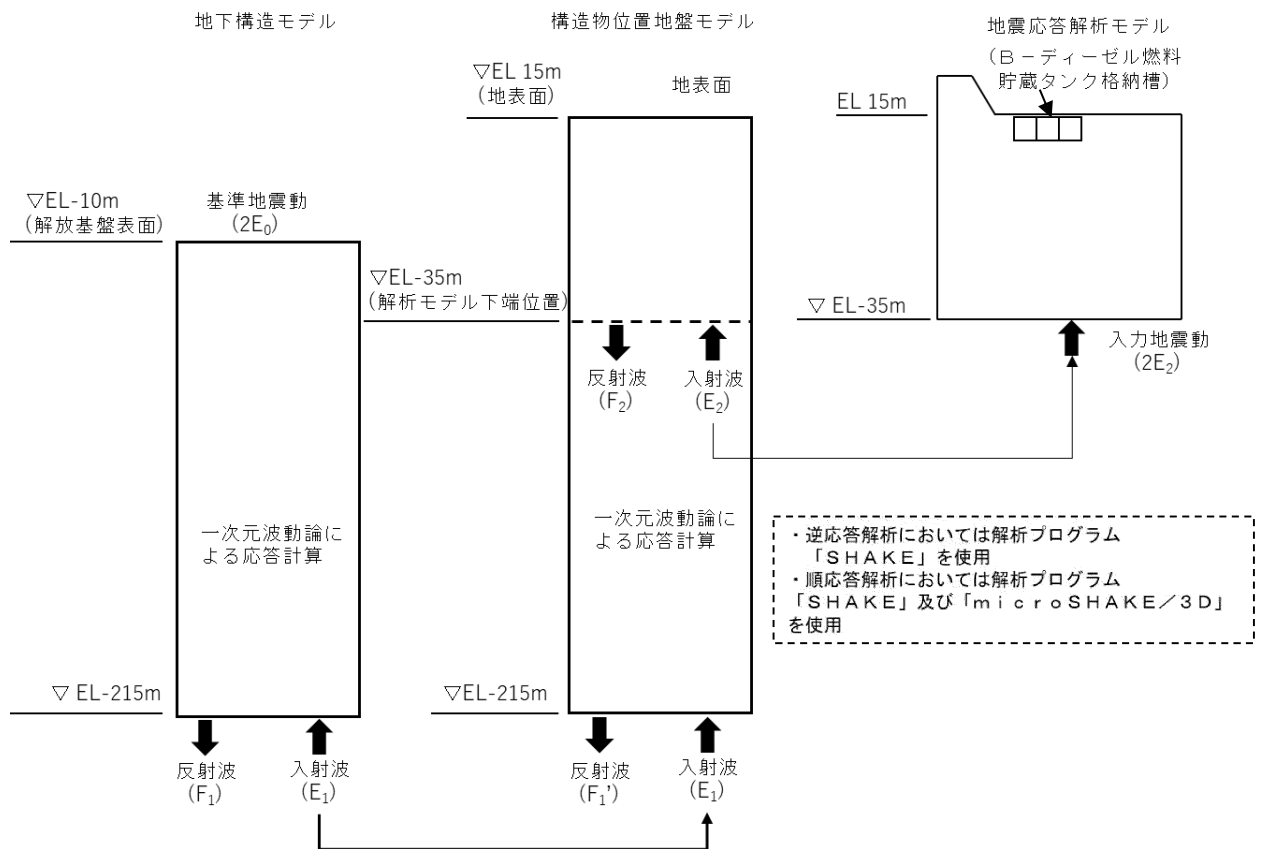 地下構造モデル
▽EL-10m
(解放基盤表面)
基準地震動
(2E₀)
一次元波動論に
よる応答計算
▽ EL-215m
反射波
(F₁)
入射波
(E₁)
構造物位置地盤モデル
▽EL 15m
(地表面)
地表面
▽EL-35m
(解析モデル下端位置)
反射波
(F₂)
入射波
(E₂)
一次元波動論に
よる応答計算
▽EL-215m
反射波
(F₁’)
入射波
(E₁)
地震応答解析モデル
(B-ディーゼル燃料
貯蔵タンク格納槽)
EL 15m
▽ EL-35m
入力地震動
(2E₂)
・逆応答解析においては解析プログラム
「SHAKE」を使用
・順応答解析においては解析プログラム
「SHAKE」及び「microSHAKE/3D」
を使用